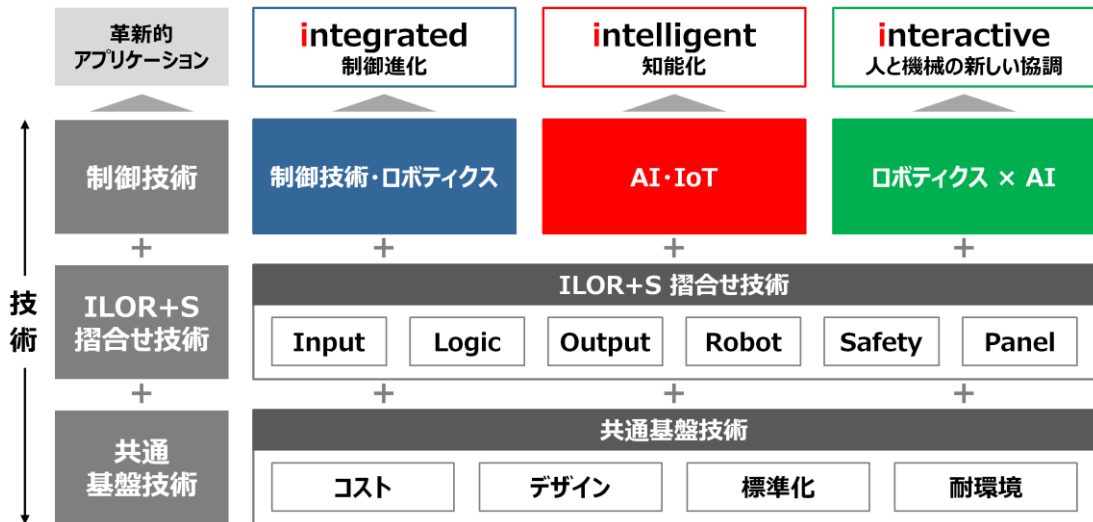 革新的
アプリケーション
integrated
制御進化
intelligent
知能化
interactive
人と機械の新しい協調
技術
制御技術
制御技術・ロボティクス
AI・IoT
ロボティクス × AI
+
+
+
+
ILOR+S
摺合せ技術
ILOR+S 摺合せ技術
Input
Logic
Output
Robot
Safety
Panel
+
+
+
+
共通
基盤技術
共通基盤技術
コスト
デザイン
標準化
耐環境